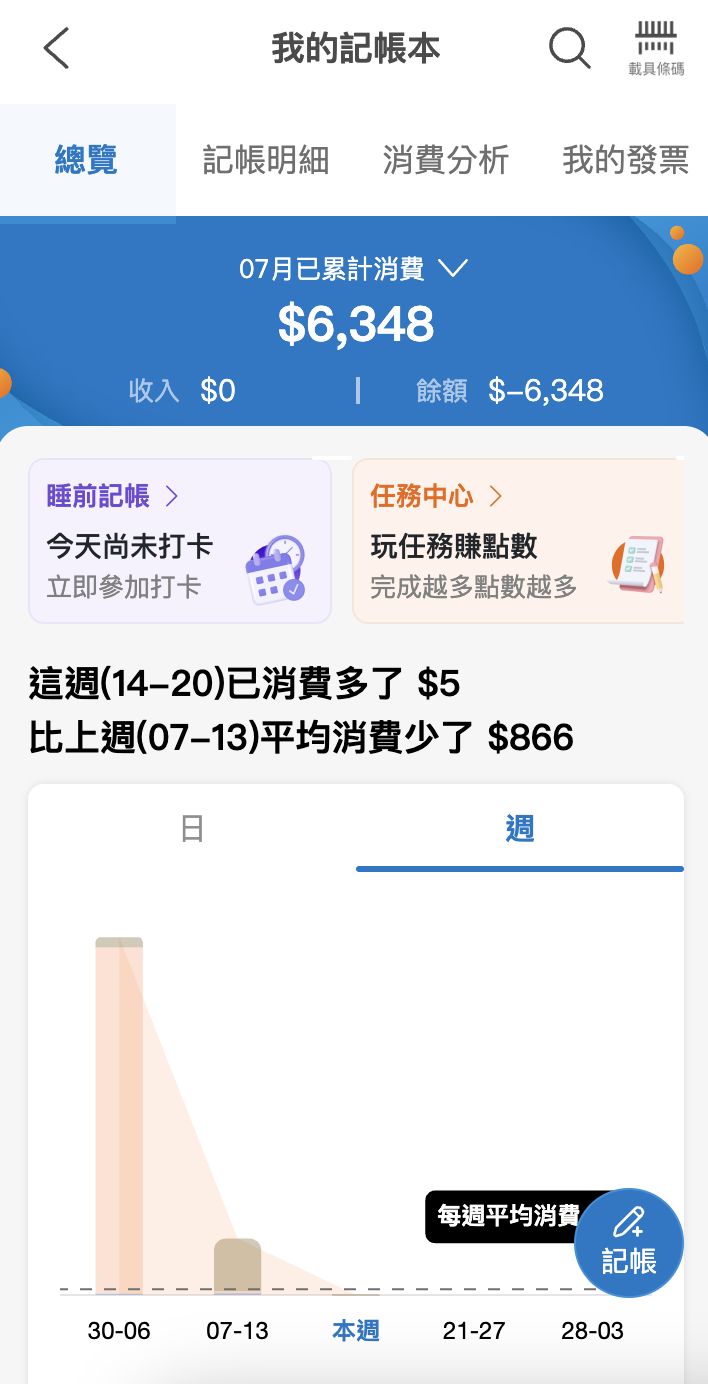 我的記帳本
載具條碼
總覽 記帳明細 消費分析 我的發票
07月已累計消費
$6,348
收入 $0 | 餘額 $-6,348
睡前記帳
今天尚未打卡
立即參加打卡
任務中心
玩任務賺點數
完成越多點數越多
這週(14-20)已消費多了 $5
比上週(07-13)平均消費少了 $866
日 週
每週平均消費
記帳
30-06 07-13 本週 21-27 28-03